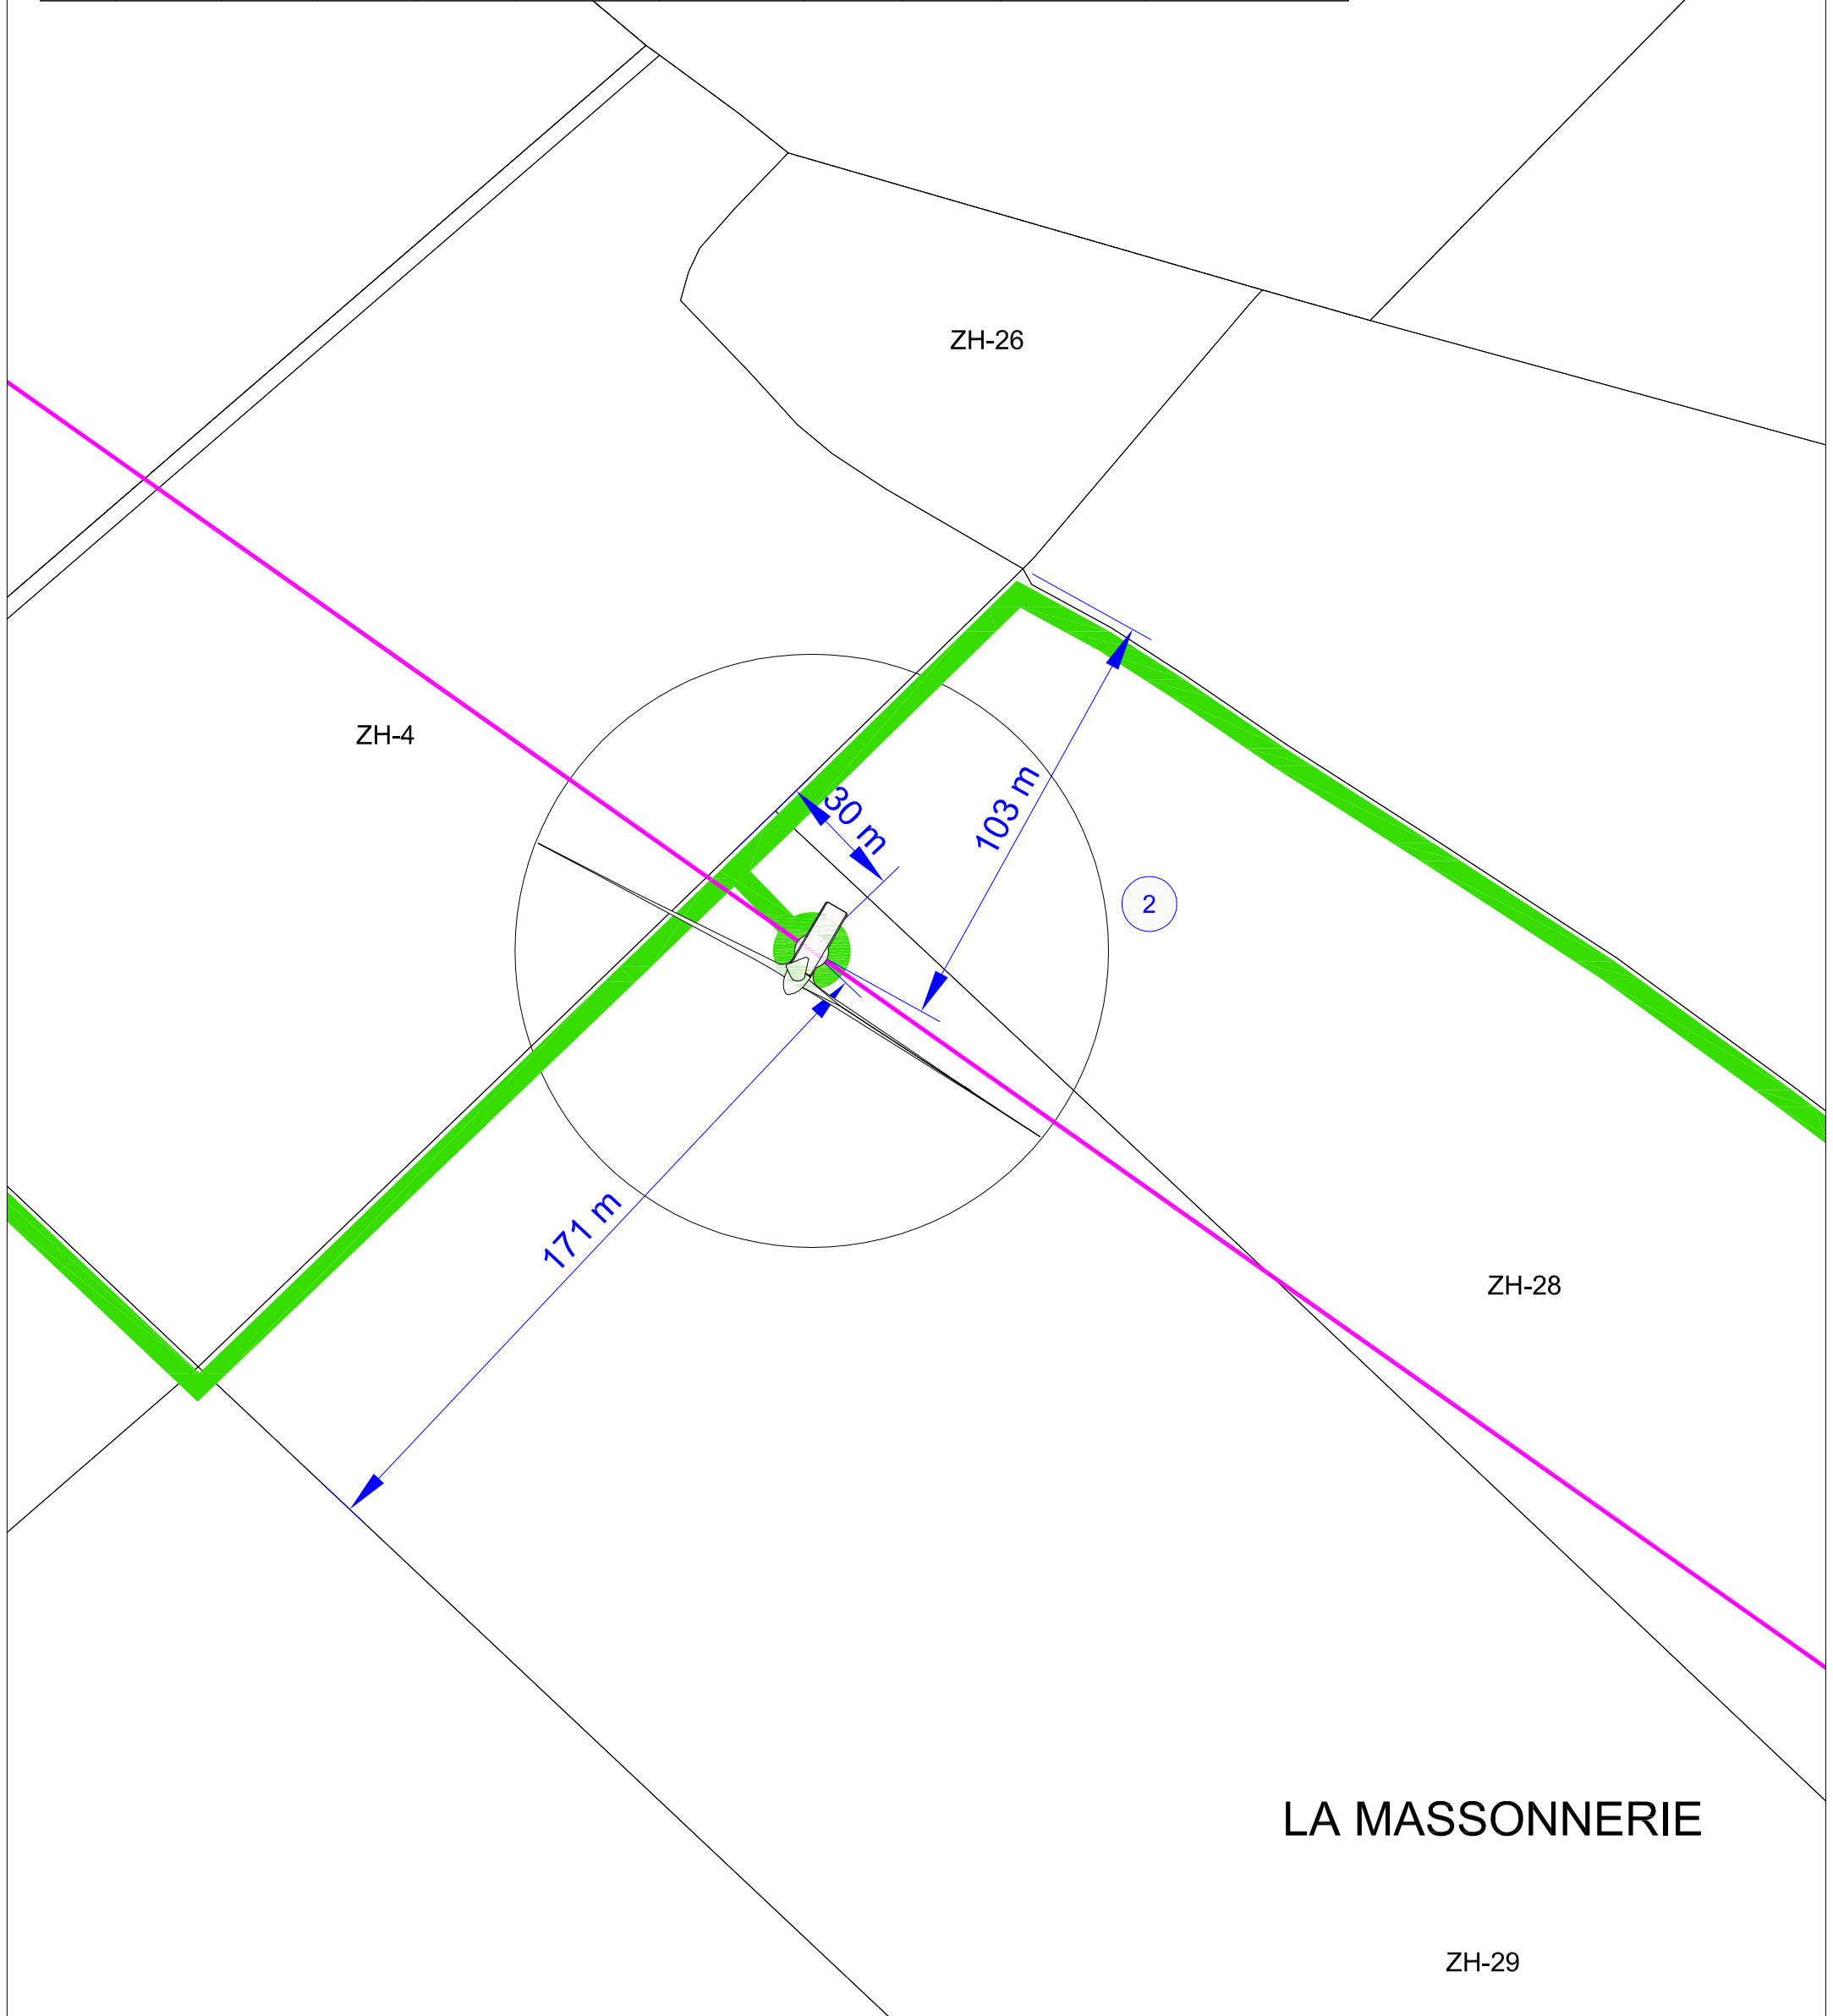 ZH-26
ZH-4
30 m
103 m
2
171 m
ZH-28
LA MASSONNERIE
ZH-29